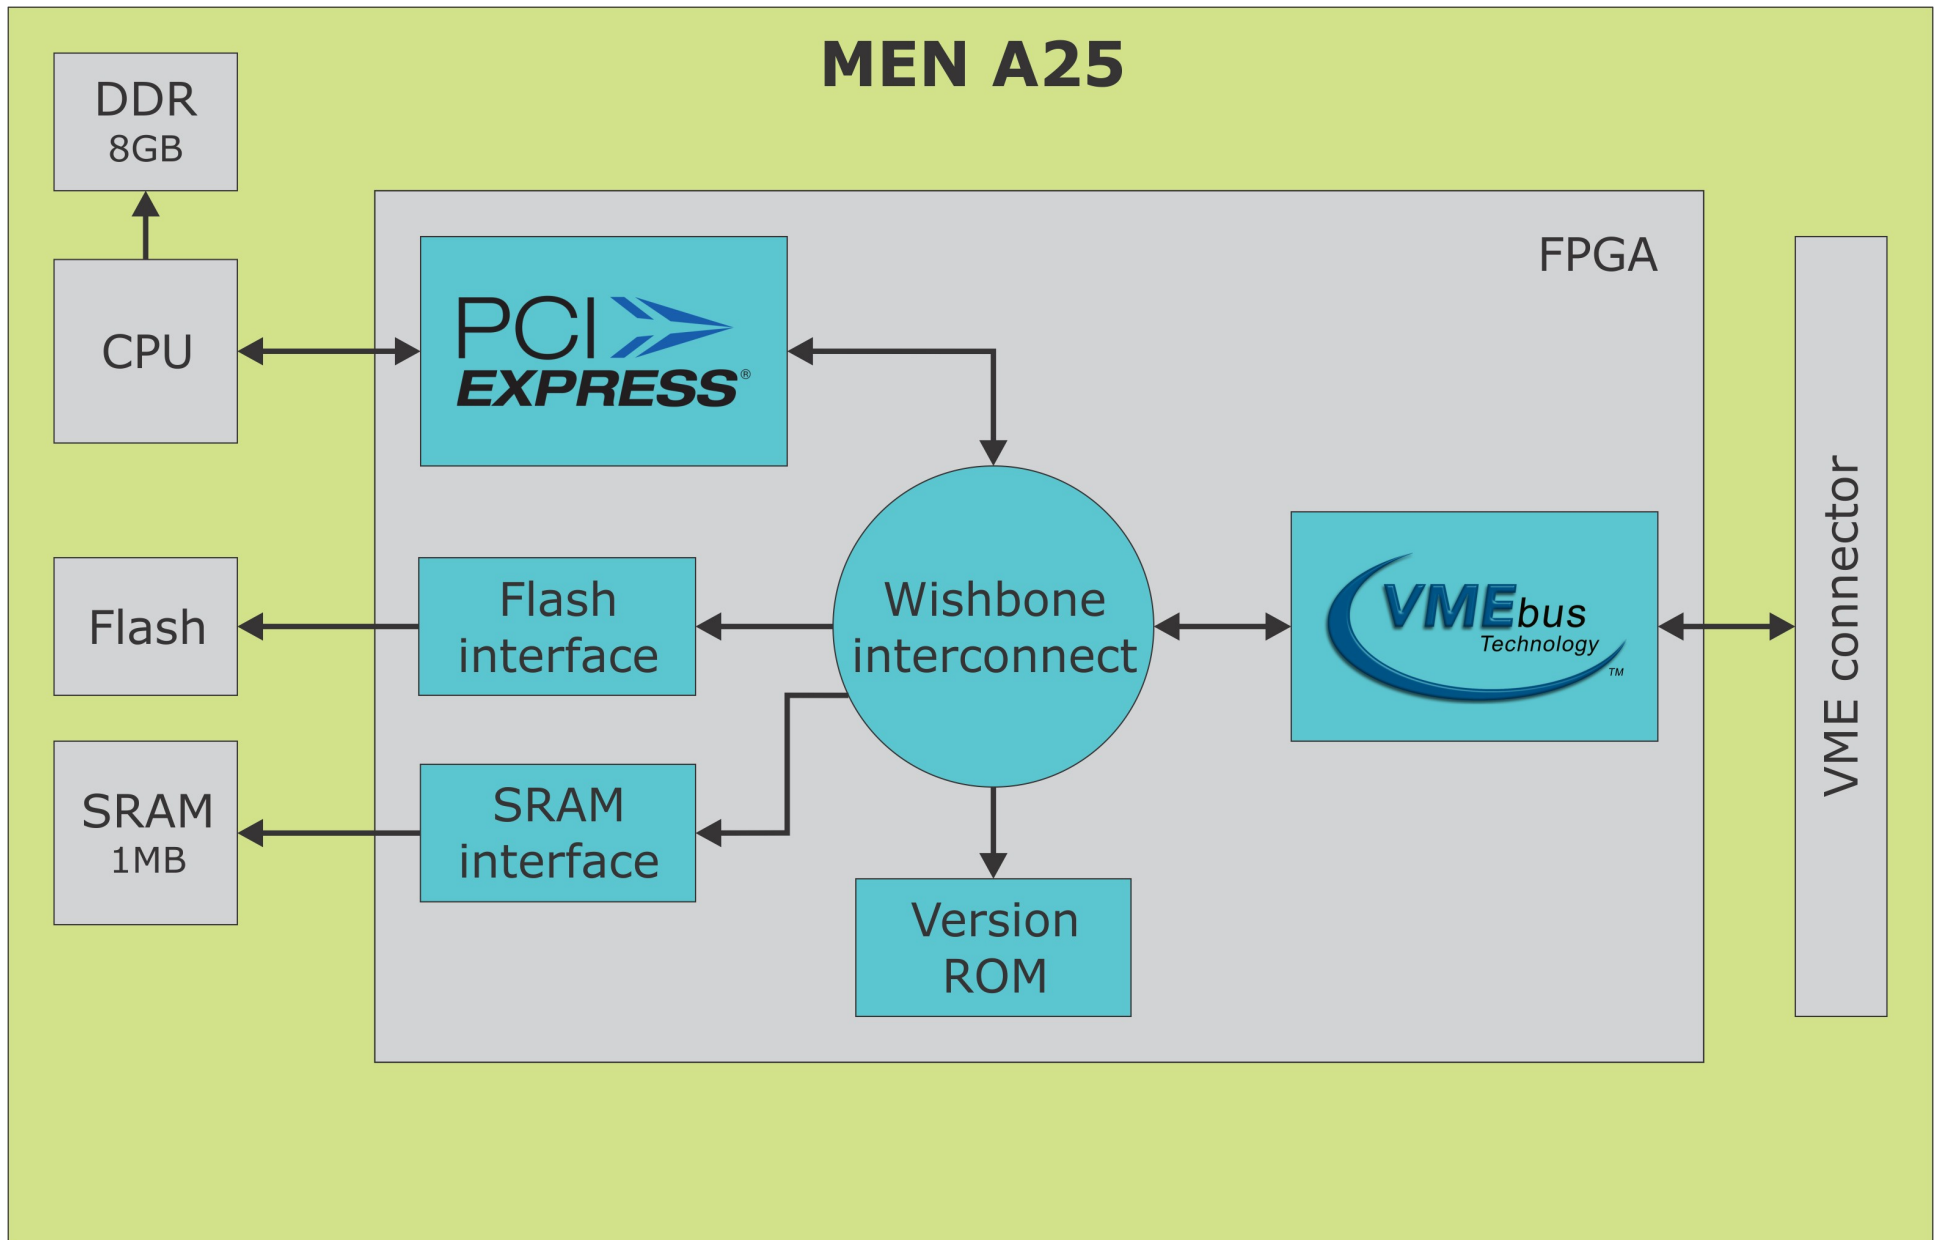 MEN A25
DDR
8GB
CPU
FPGA
PCI
EXPRESS®
Flash
Flash
interface
Wishbone
interconnect
VMEbus
Technology
TM
VME connector
SRAM
1MB
SRAM
interface
Version
ROM